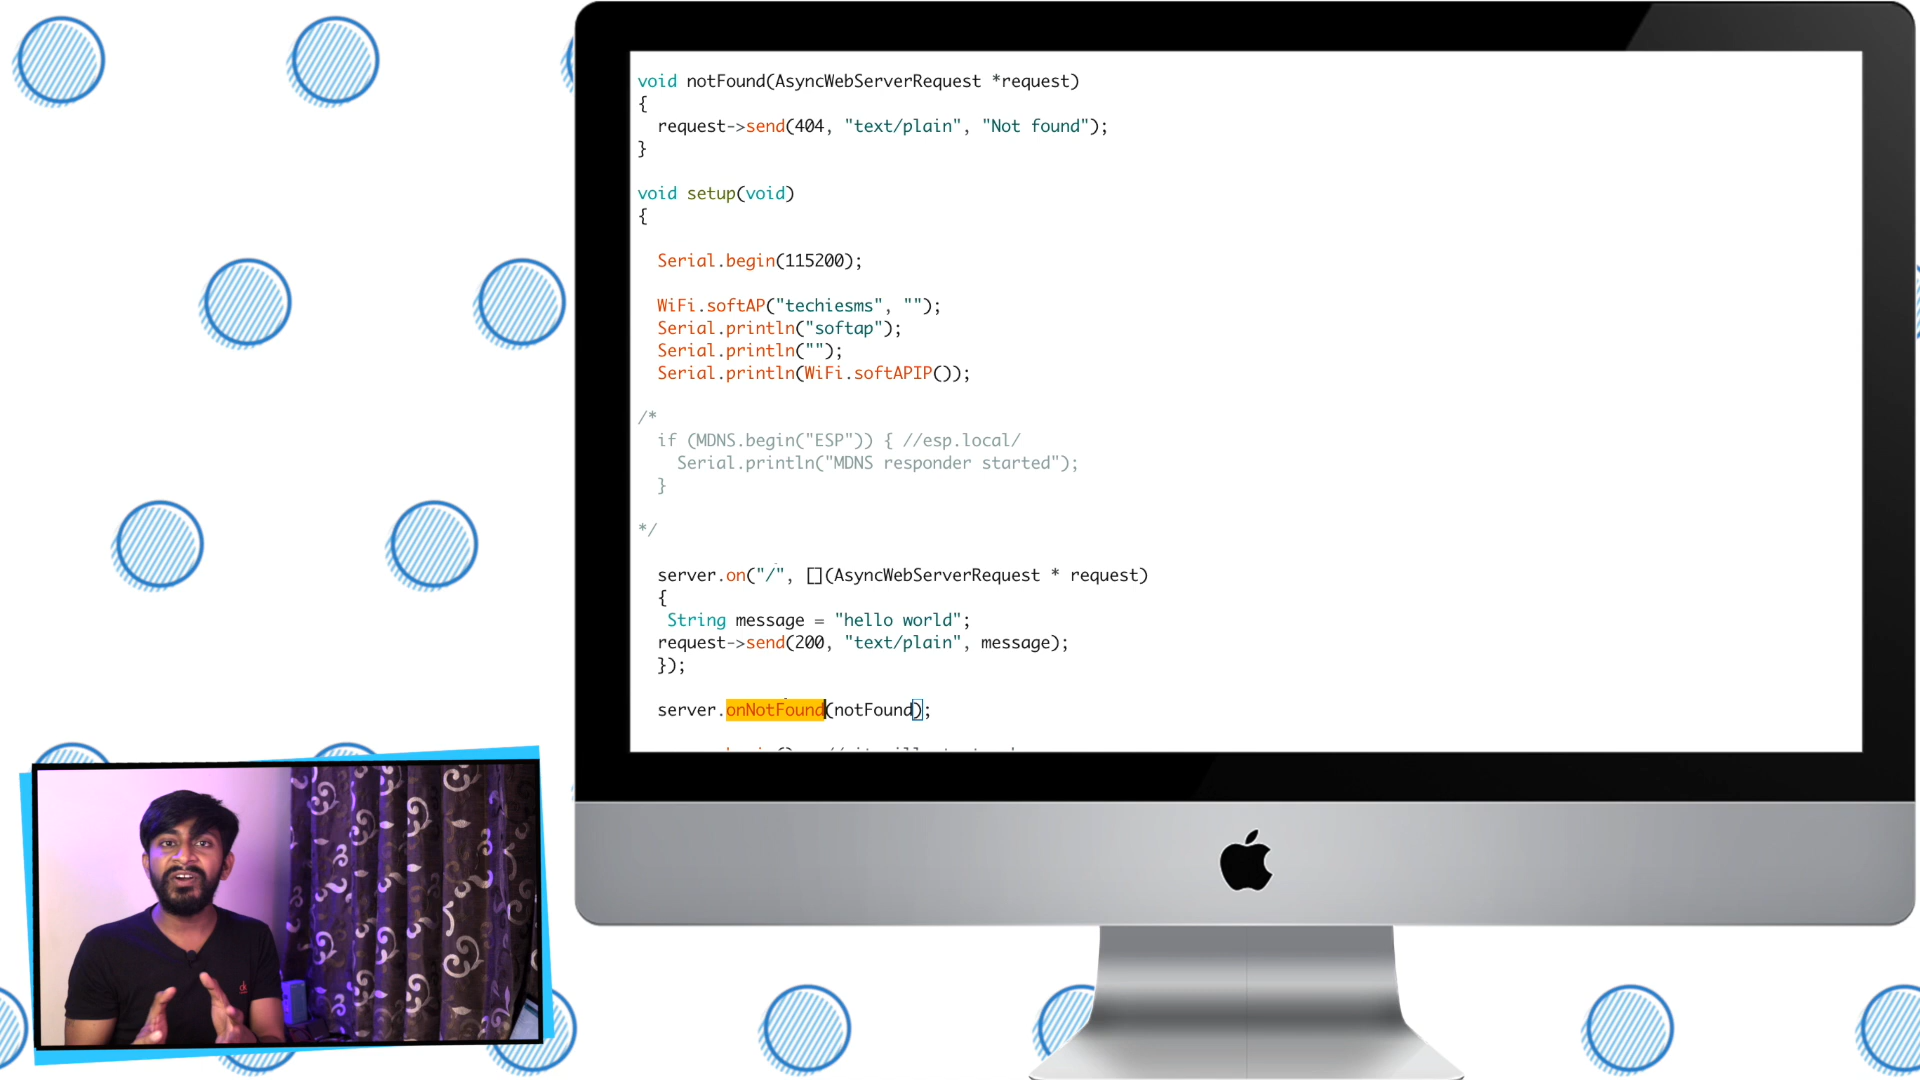 void notFound(AsyncWebServerRequest *request)
{
request->send(404, "text/plain", "Not found");
}
void setup(void)
{
Serial.begin(115200);
WiFi.softAP("techiesms", "");
Serial.println("softap");
Serial.println("");
Serial.println(WiFi.softAPIP());
/*
if (MDNS.begin("ESP")) { //esp.local/
Serial.println("MDNS responder started");
}
*/
server.on("/", [](AsyncWebServerRequest * request)
{
String message = "hello world";
request->send(200, "text/plain", message);
});
server.onNotFound(notFound);